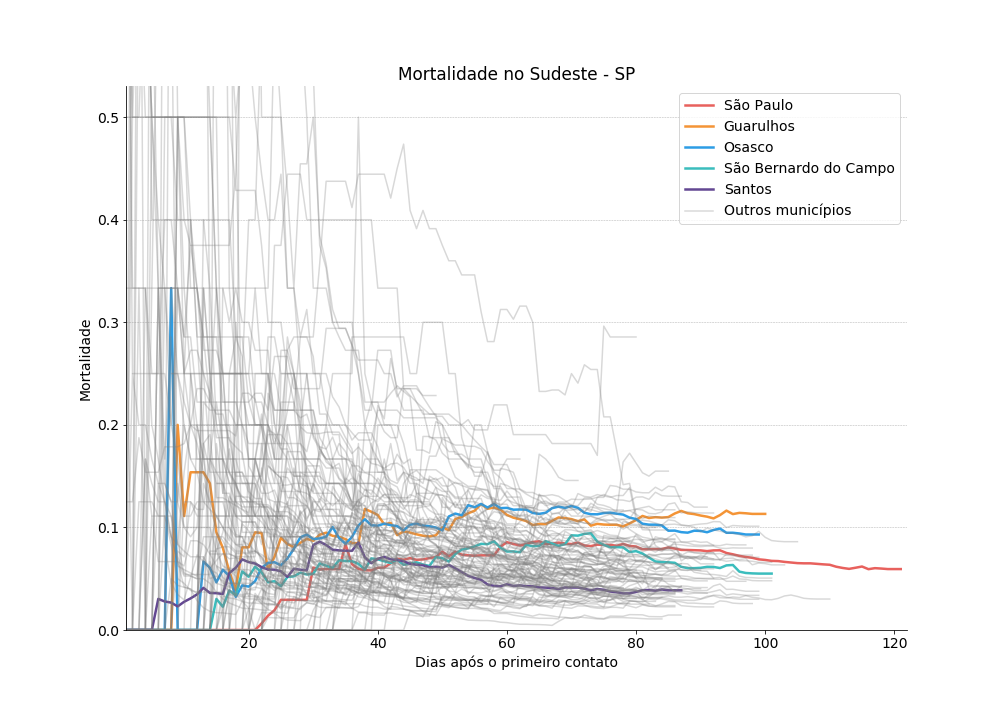 Mortalidade no Sudeste - SP
São Paulo
Guarulhos
Osasco
São Bernardo do Campo
Santos
Outros municípios
0.5
0.4
0.3
0.2
0.1
0.0
Mortalidade
20 40 60 80 100 120
Dias após o primeiro contato